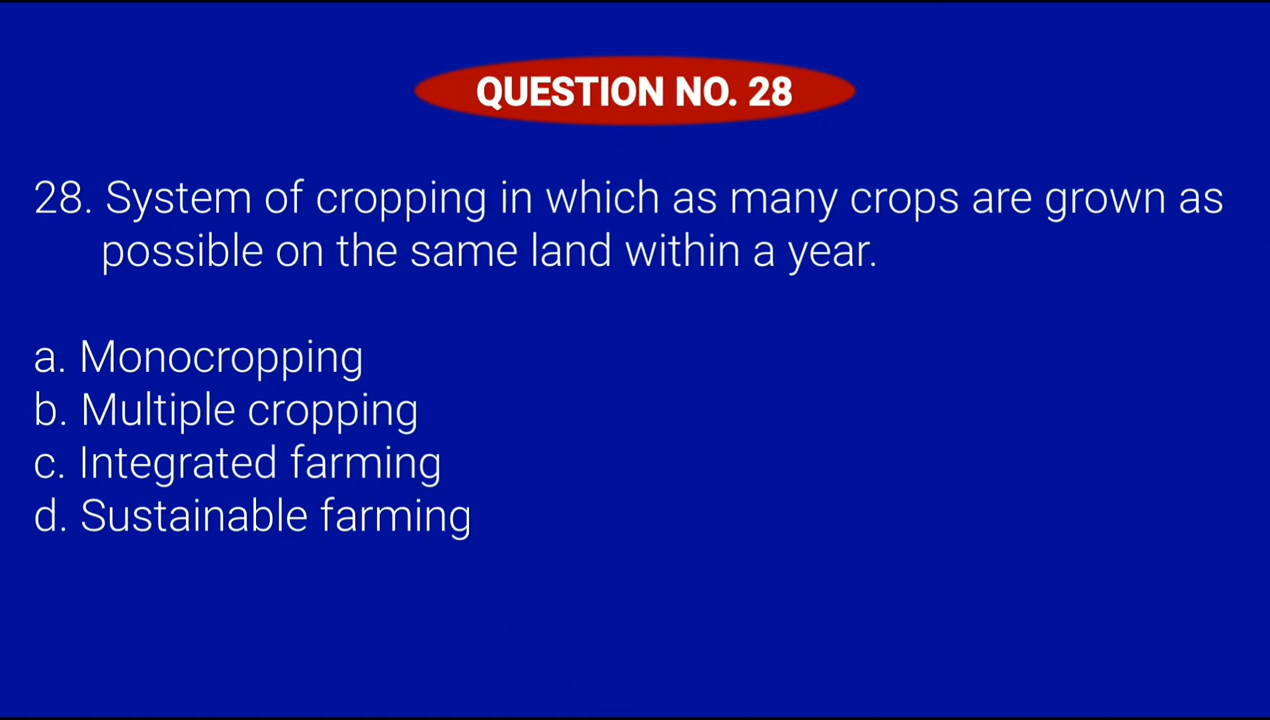 QUESTION NO. 28
28. System of cropping in which as many crops are grown as
possible on the same land within a year.
a. Monocropping
b. Multiple cropping
c. Integrated farming
d. Sustainable farming